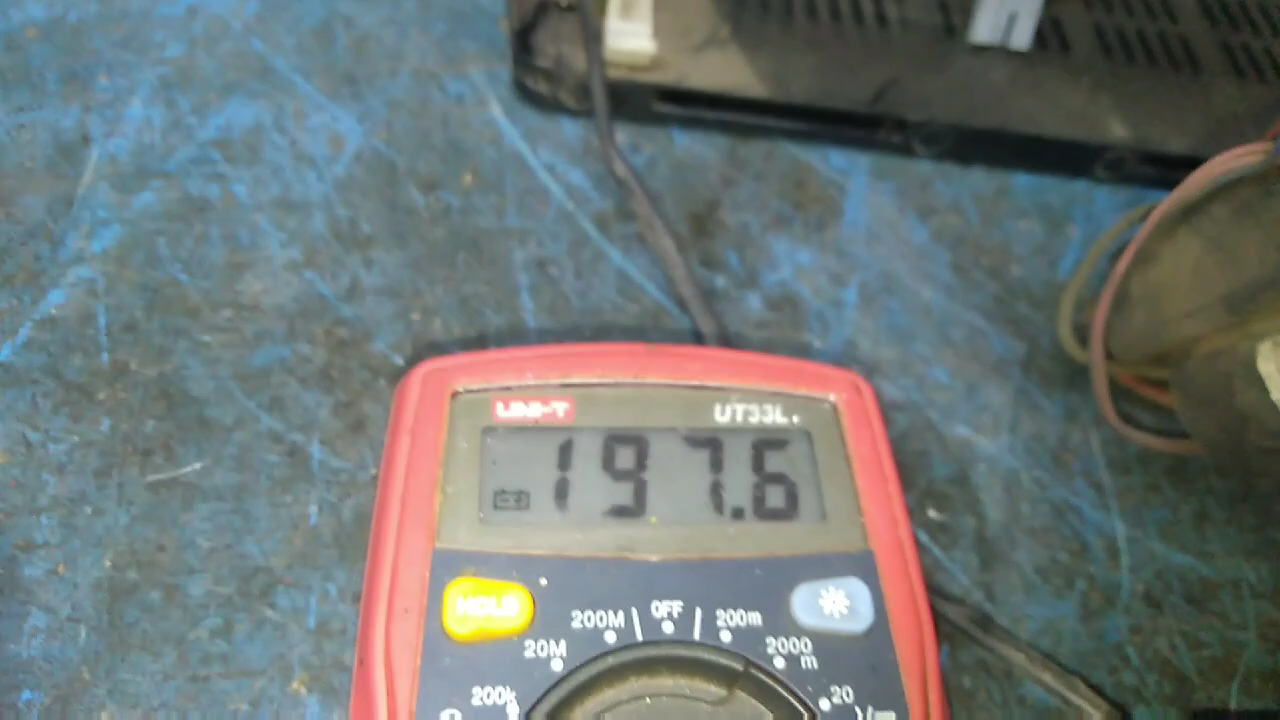 UNI-T UT33L
197.6
HOLD
200M OFF 200m
20M 2000
m
200k 20